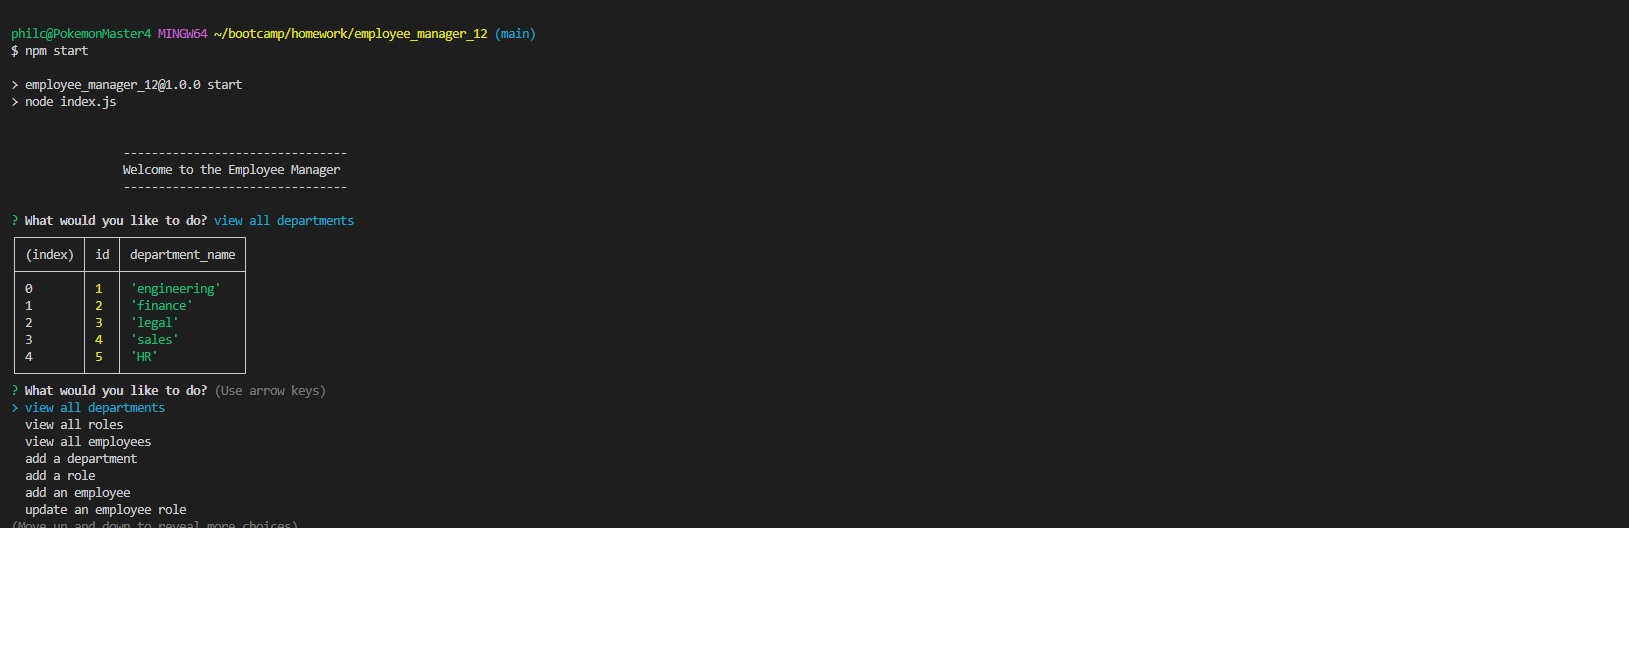 philc@PokemonMaster4 MINGW64 ~/bootcamp/homework/employee_manager_12 (main)
$ npm start
> employee_manager_12@1.0.0 start
> node index.js
--------------------------------
Welcome to the Employee Manager
--------------------------------
? What would you like to do? view all departments
(index) id department_name
0 1 'engineering'
1 2 'finance'
2 3 'legal'
3 4 'sales'
4 5 'HR'
? What would you like to do? (Use arrow keys)
> view all departments
view all roles
view all employees
add a department
add a role
add an employee
update an employee role
(Move up and down to reveal more choices)